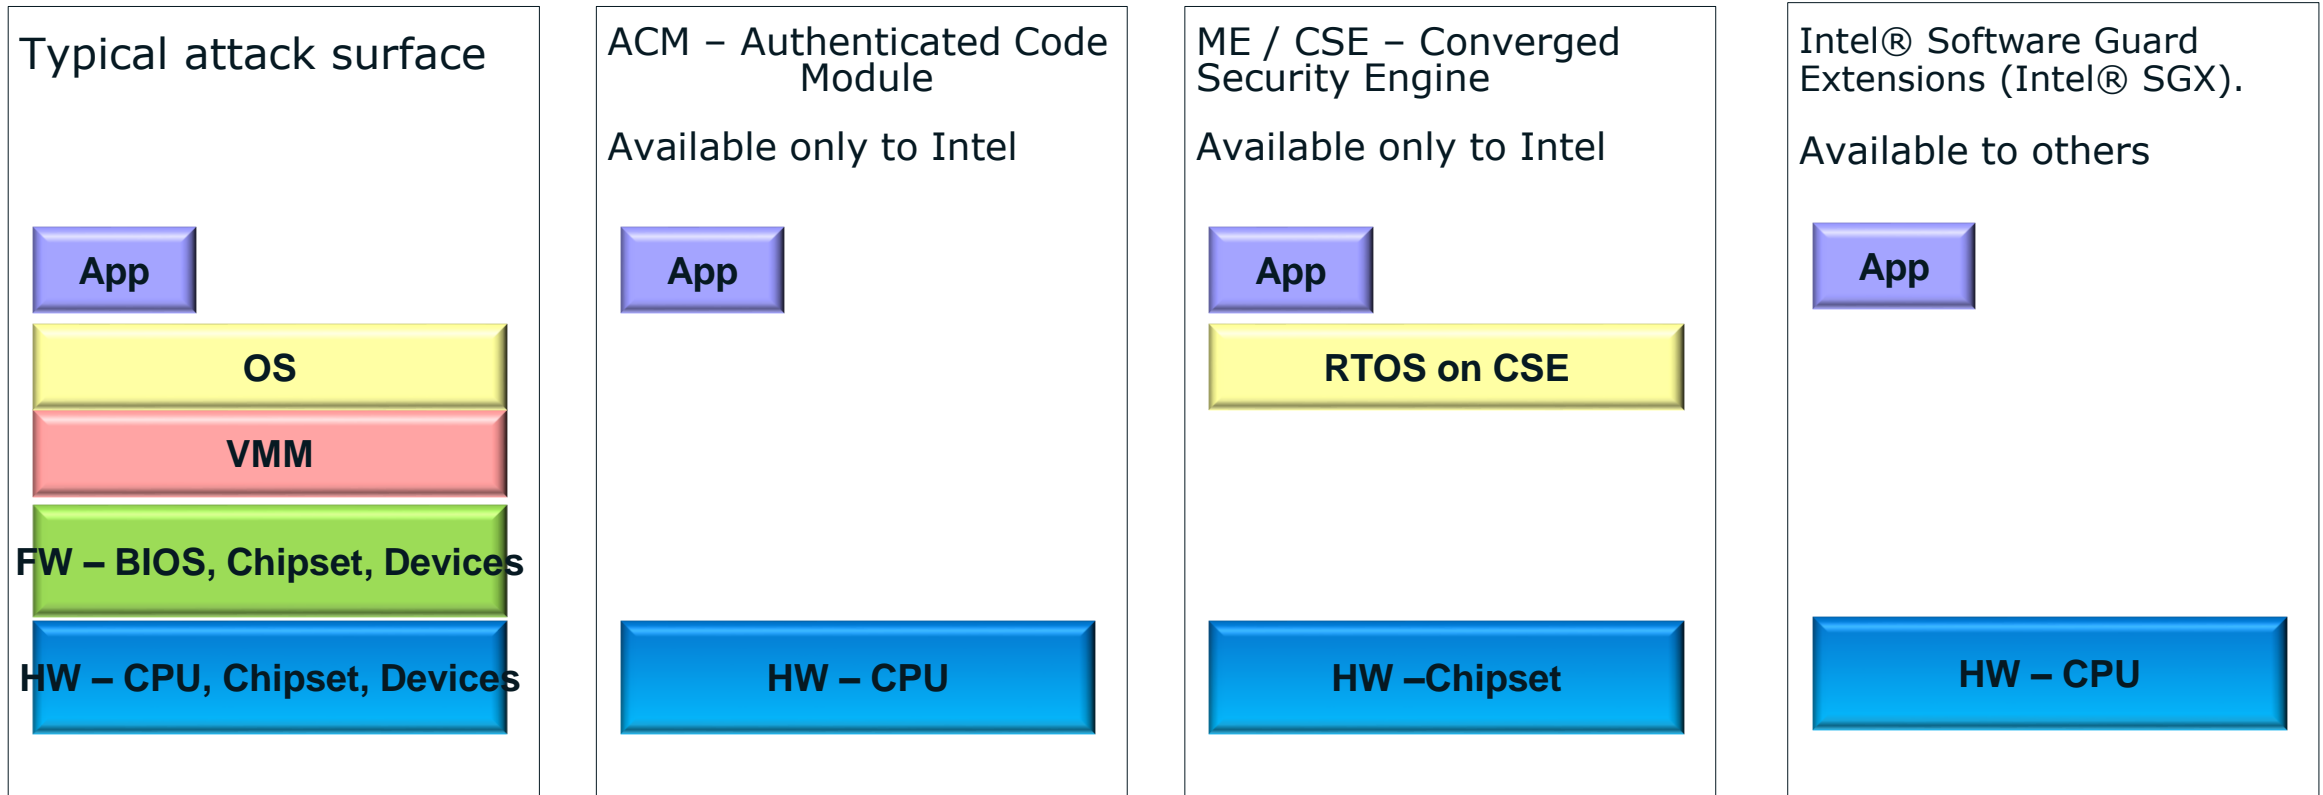 Typical attack surface
App
OS
VMM
FW – BIOS, Chipset, Devices
HW – CPU, Chipset, Devices
ACM – Authenticated Code
Module
Available only to Intel
App
HW – CPU
ME / CSE – Converged
Security Engine
Available only to Intel
App
RTOS on CSE
HW –Chipset
Intel® Software Guard
Extensions (Intel® SGX).
Available to others
App
HW – CPU